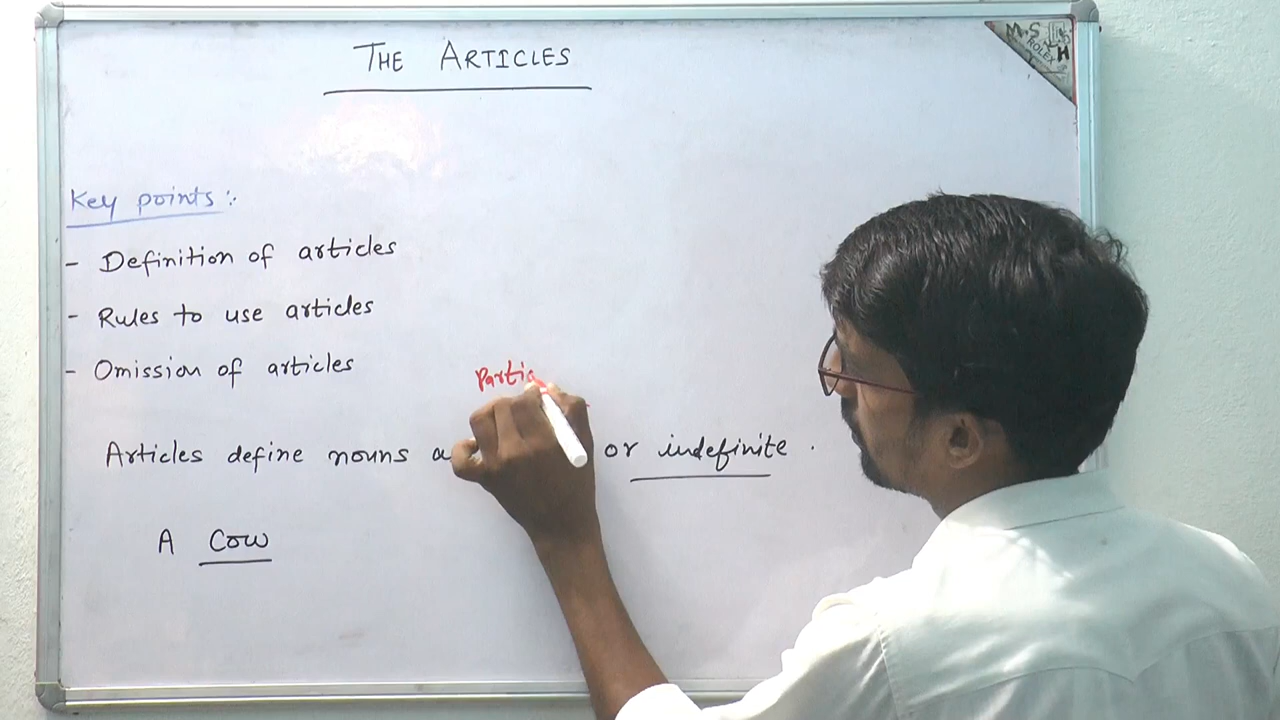 THE ARTICLES
M.S
ROLEX
Key points :-
- Definition of articles
- Rules to use articles
- Omission of articles
Partic
Articles define nouns a or indefinite .
A Cow